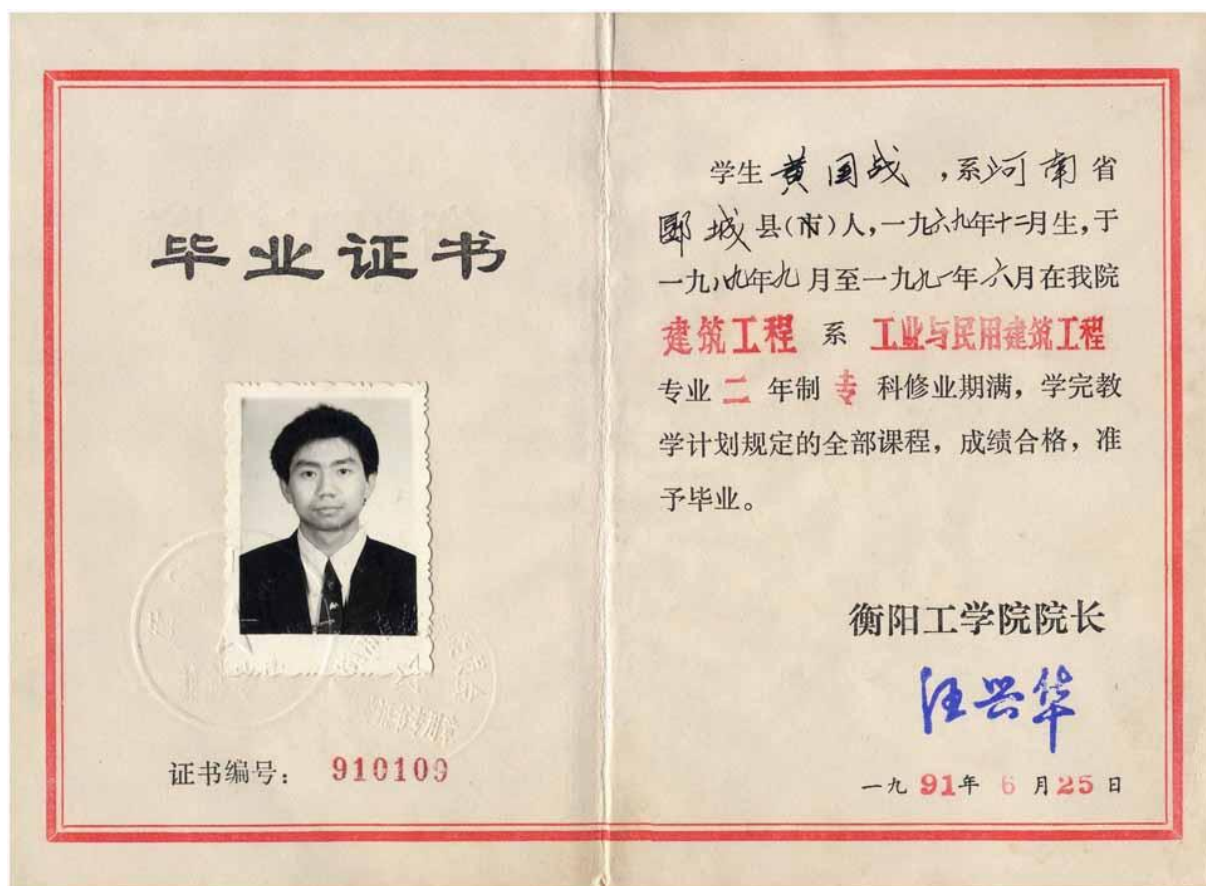 毕业证书
证书编号： 910109
学生黄国战，系河南省
郾城县(市)人，一九六九年十二月生，于
一九八九年九月至一九九一年六月在我院
建筑工程 系 工业与民用建筑工程
专业 二 年制 专 科修业期满，学完教
学计划规定的全部课程，成绩合格，准
予毕业。
衡阳工学院院长
汪兴华
一九91年 6月25日